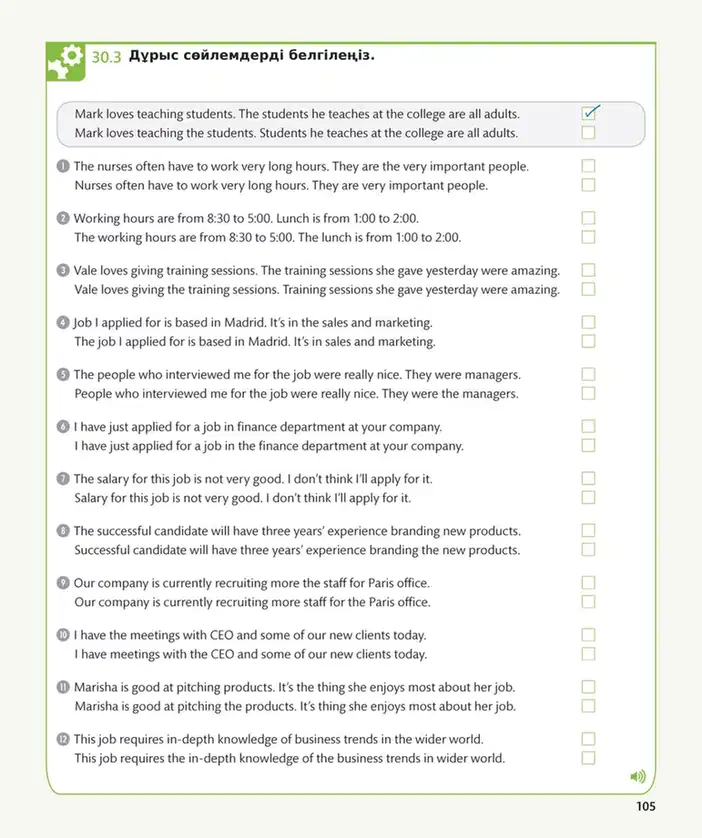 30.3 Дұрыс сөйлемдерді белгілеңіз.
Mark loves teaching students. The students he teaches at the college are all adults.
Mark loves teaching the students. Students he teaches at the college are all adults.
1 The nurses often have to work very long hours. They are the very important people.
Nurses often have to work very long hours. They are very important people.
2 Working hours are from 8:30 to 5:00. Lunch is from 1:00 to 2:00.
The working hours are from 8:30 to 5:00. The lunch is from 1:00 to 2:00.
3 Vale loves giving training sessions. The training sessions she gave yesterday were amazing.
Vale loves giving the training sessions. Training sessions she gave yesterday were amazing.
4 Job I applied for is based in Madrid. It's in the sales and marketing.
The job I applied for is based in Madrid. It's in sales and marketing.
5 The people who interviewed me for the job were really nice. They were managers.
People who interviewed me for the job were really nice. They were the managers.
6 I have just applied for a job in finance department at your company.
I have just applied for a job in the finance department at your company.
7 The salary for this job is not very good. I don't think I'll apply for it.
Salary for this job is not very good. I don't think I'll apply for it.
8 The successful candidate will have three years' experience branding new products.
Successful candidate will have three years' experience branding the new products.
9 Our company is currently recruiting more the staff for Paris office.
Our company is currently recruiting more staff for the Paris office.
10 I have the meetings with CEO and some of our new clients today.
I have meetings with the CEO and some of our new clients today.
11 Marisha is good at pitching products. It's the thing she enjoys most about her job.
Marisha is good at pitching the products. It's thing she enjoys most about her job.
12 This job requires in-depth knowledge of business trends in the wider world.
This job requires the in-depth knowledge of the business trends in wider world.
105